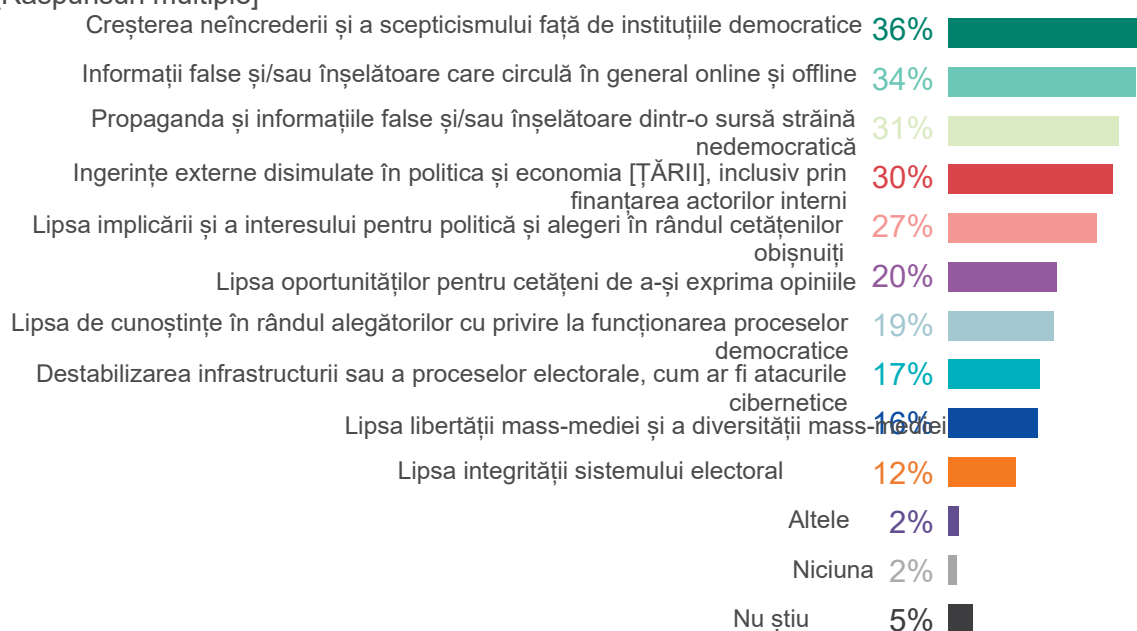 [Răspunsuri multiple]
Creșterea neîncrederii și a scepticismului față de instituțiile democratice 36%
Informații false și/sau înșelătoare care circulă în general online și offline 34%
Propaganda și informațiile false și/sau înșelătoare dintr-o sursă străină
nedemocratică 31%
Ingerințe externe disimulate în politica și economia [ȚĂRII], inclusiv prin
finanțarea actorilor interni 30%
Lipsa implicării și a interesului pentru politică și alegeri în rândul cetățenilor
obișnuiți 27%
Lipsa oportunităților pentru cetățeni de a-și exprima opiniile 20%
Lipsa de cunoștințe în rândul alegătorilor cu privire la funcționarea proceselor
democratice 19%
Destabilizarea infrastructurii sau a proceselor electorale, cum ar fi atacurile
cibernetice 17%
Lipsa libertății mass-mediei și a diversității mass-mediei 16%
Lipsa integrității sistemului electoral 12%
Altele 2%
Niciuna 2%
Nu știu 5%